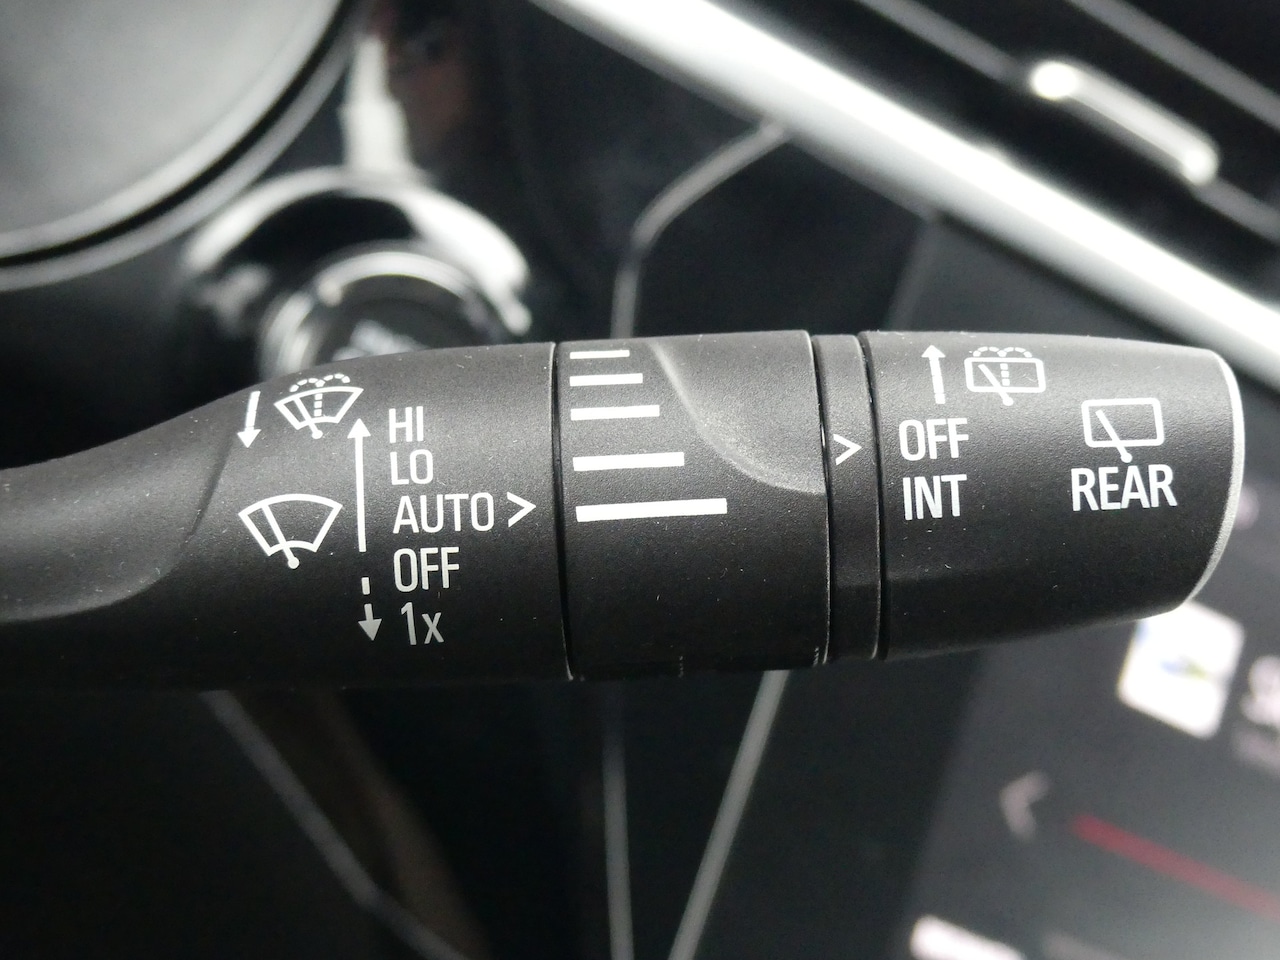 HI
LO
AUTO >
OFF
1x
>
OFF
INT
REAR